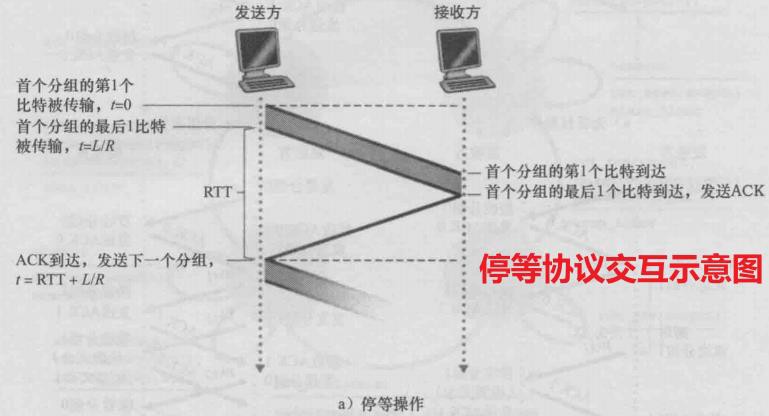 发送方
接收方
首个分组的第1个
比特被传输，t=0
首个分组的最后1比特
被传输，t=L/R
首个分组的第1个比特到达
首个分组的最后1个比特到达，发送ACK
RTT
ACK到达，发送下一个分组，
t = RTT + L/R
停等协议交互示意图
a）停等操作